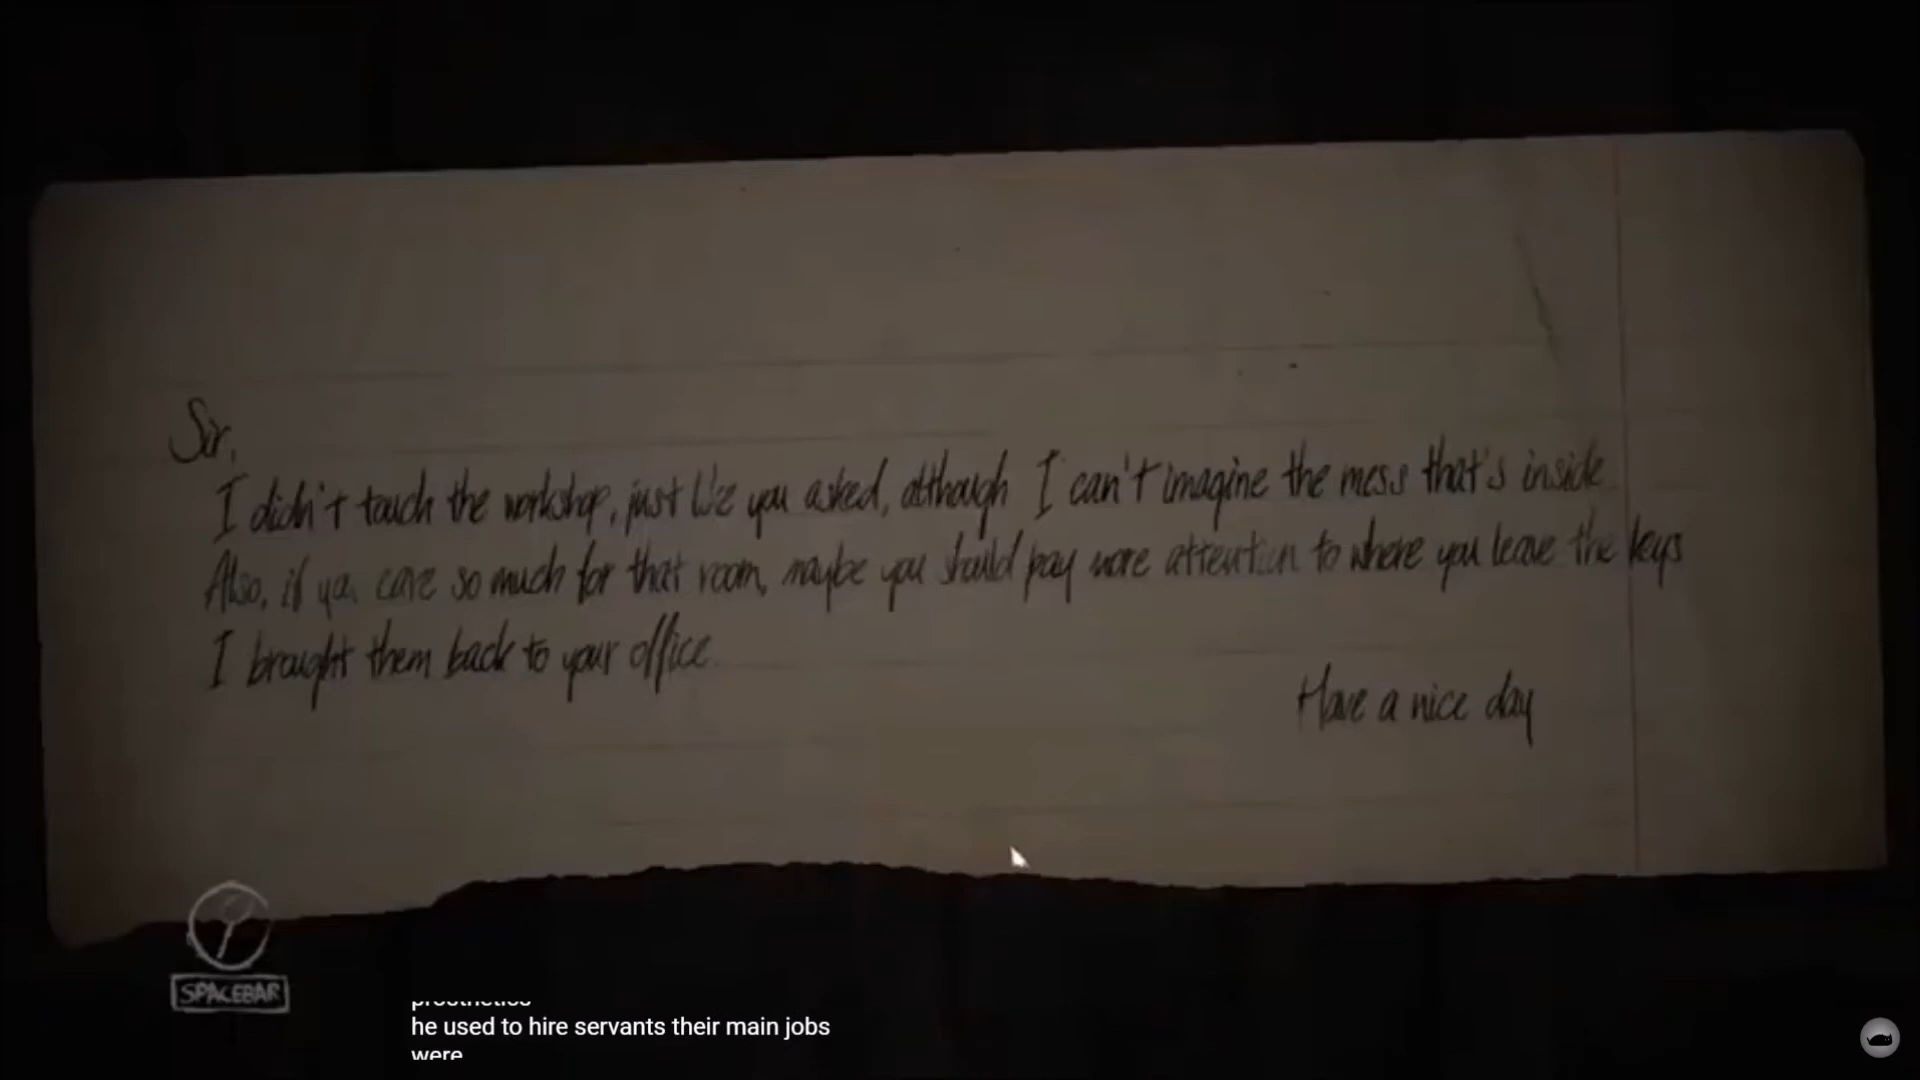 Sir,
I didn't touch the workshop, just like you asked, although I can't imagine the mess that's inside
Also, if you care so much for that room, maybe you should pay more attention to where you leave the keys
I brought them back to your office.
Have a nice day
SPACEBAR
prosthetics
he used to hire servants their main jobs
were